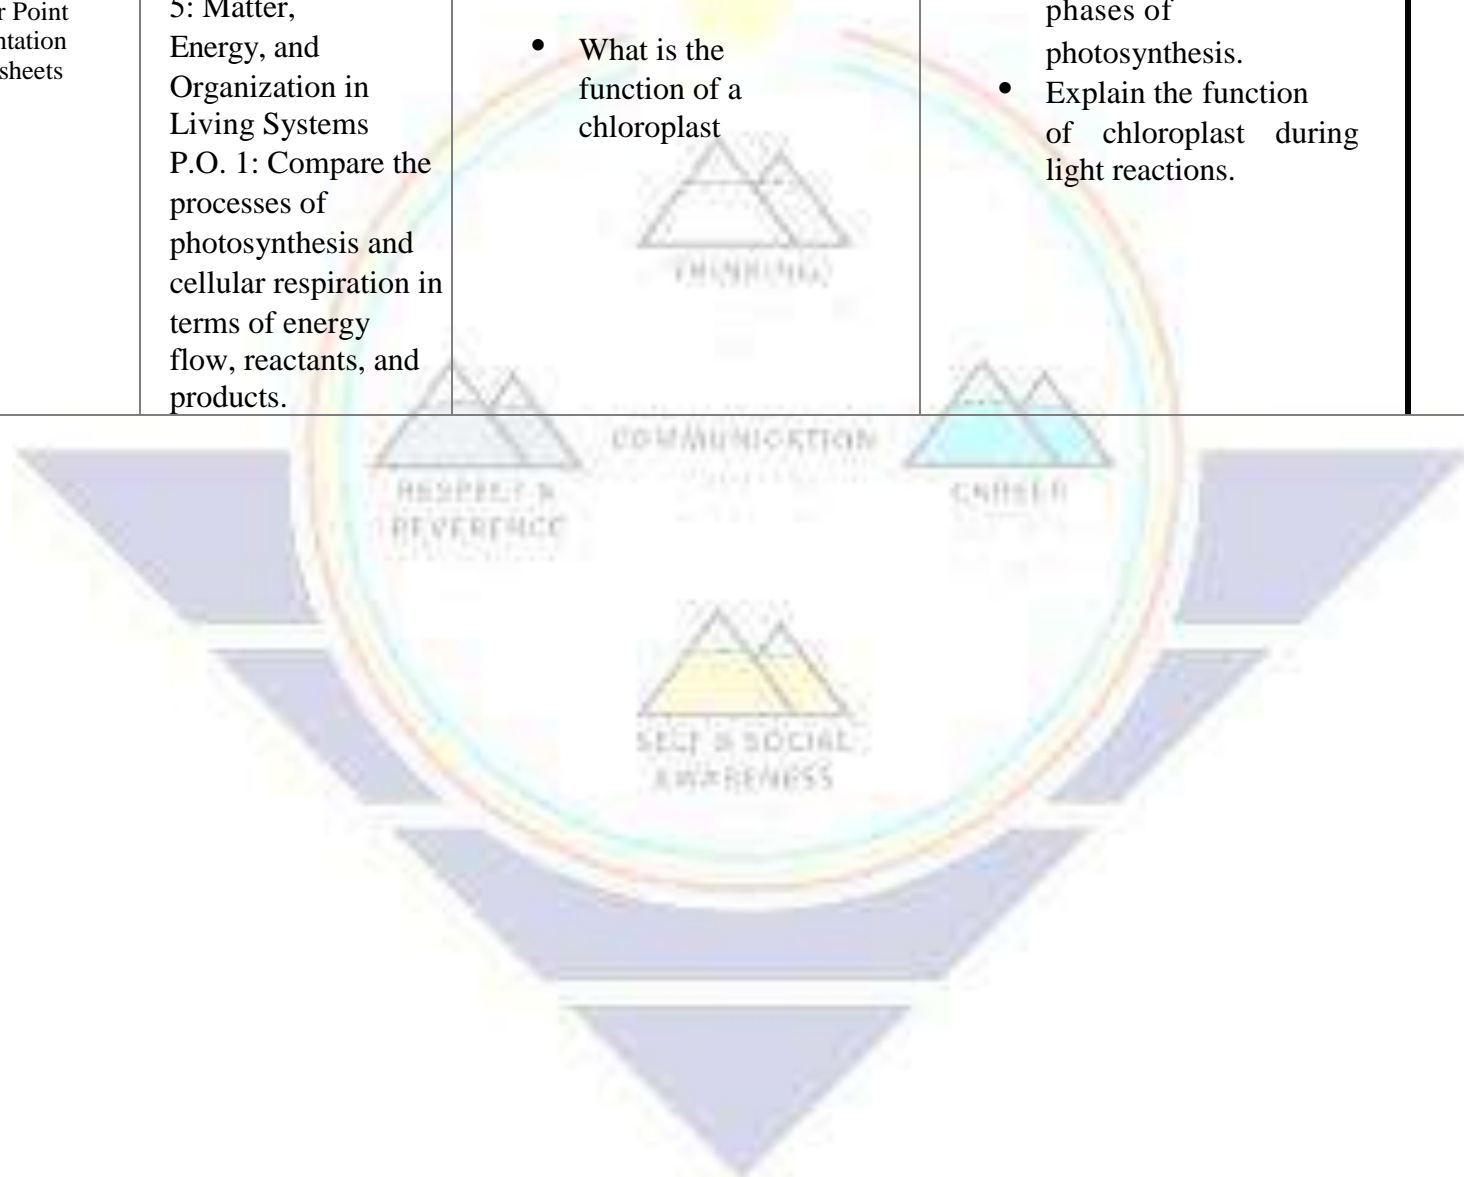 r Point
ntation
sheets
5: Matter,
Energy, and
Organization in
Living Systems
P.O. 1: Compare the
processes of
photosynthesis and
cellular respiration in
terms of energy
flow, reactants, and
products.
• What is the
function of a
chloroplast
phases of
photosynthesis.
• Explain the function
of chloroplast during
light reactions.
THINKING
RESPECT &
REVERENCE
COMMUNICATION
CAREER
SELF & SOCIAL
AWARENESS